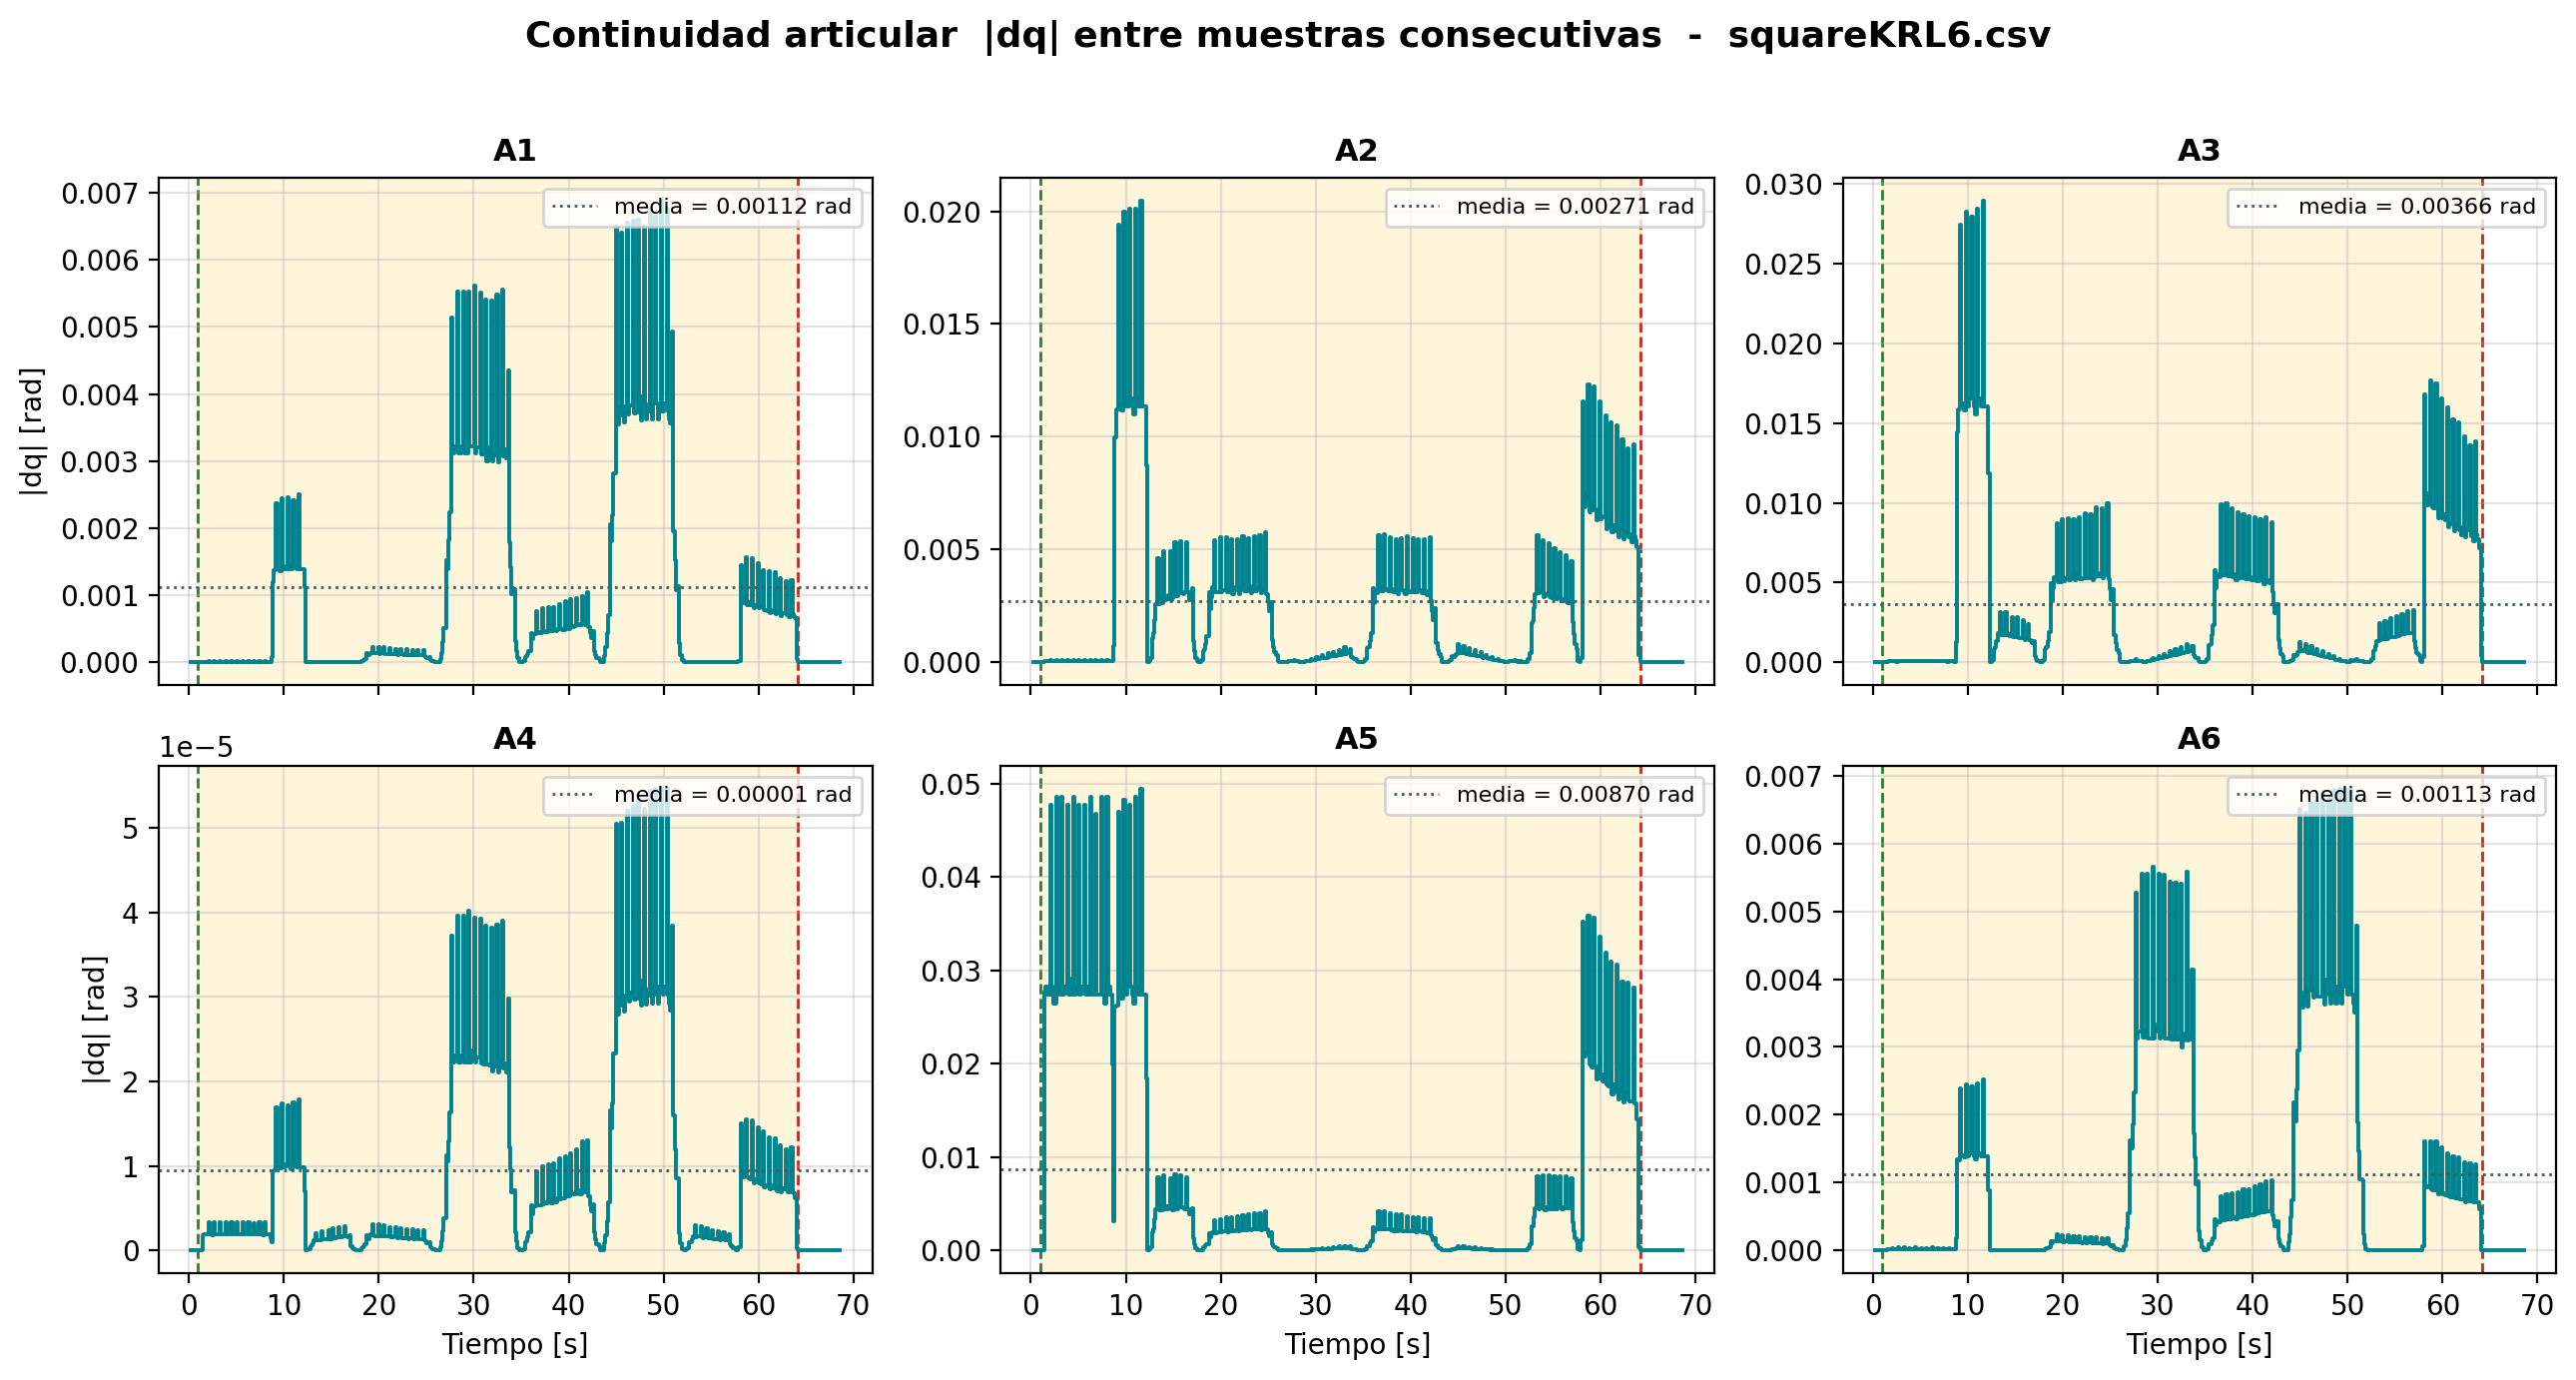 Continuidad articular  |dq| entre muestras consecutivas  -  squareKRL6.csv
A1
A2
A3
media = 0.00112 rad
media = 0.00271 rad
media = 0.00366 rad
|dq| [rad]
0.007
0.006
0.005
0.004
0.003
0.002
0.001
0.000
0.020
0.015
0.010
0.005
0.000
0.030
0.025
0.020
0.015
0.010
0.005
0.000
A4
A5
A6
1e−5
media = 0.00001 rad
media = 0.00870 rad
media = 0.00113 rad
|dq| [rad]
5
4
3
2
1
0
0.05
0.04
0.03
0.02
0.01
0.00
0.007
0.006
0.005
0.004
0.003
0.002
0.001
0.000
0 10 20 30 40 50 60 70
0 10 20 30 40 50 60 70
0 10 20 30 40 50 60 70
Tiempo [s]
Tiempo [s]
Tiempo [s]